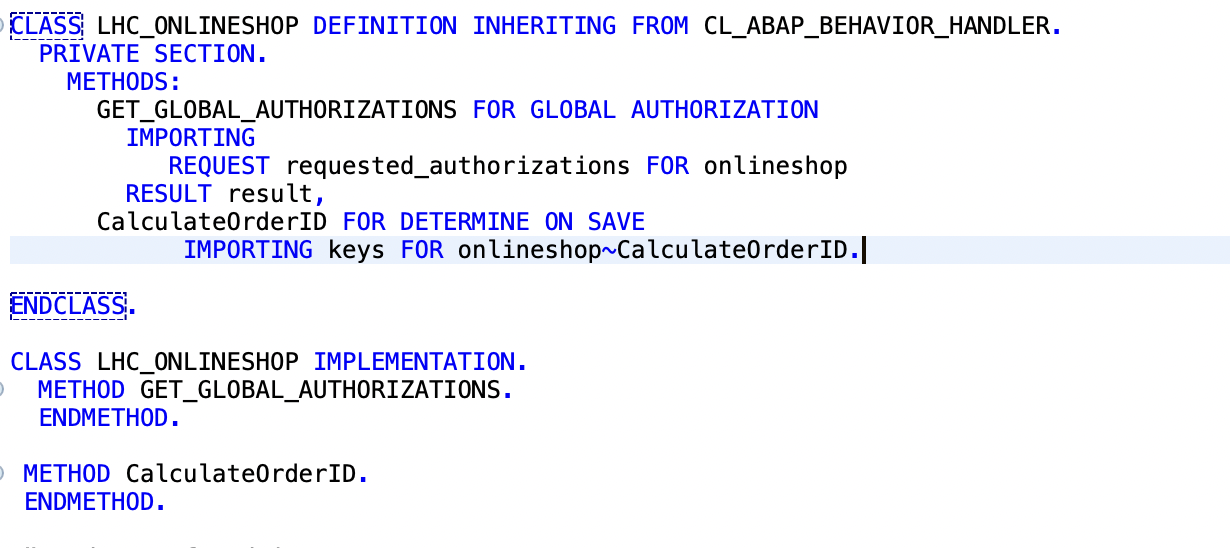 CLASS LHC_ONLINESHOP DEFINITION INHERITING FROM CL_ABAP_BEHAVIOR_HANDLER.
PRIVATE SECTION.
METHODS:
GET_GLOBAL_AUTHORIZATIONS FOR GLOBAL AUTHORIZATION
IMPORTING
REQUEST requested_authorizations FOR onlineshop
RESULT result,
CalculateOrderID FOR DETERMINE ON SAVE
IMPORTING keys FOR onlineshop~CalculateOrderID.
ENDCLASS.
CLASS LHC_ONLINESHOP IMPLEMENTATION.
METHOD GET_GLOBAL_AUTHORIZATIONS.
ENDMETHOD.
METHOD CalculateOrderID.
ENDMETHOD.